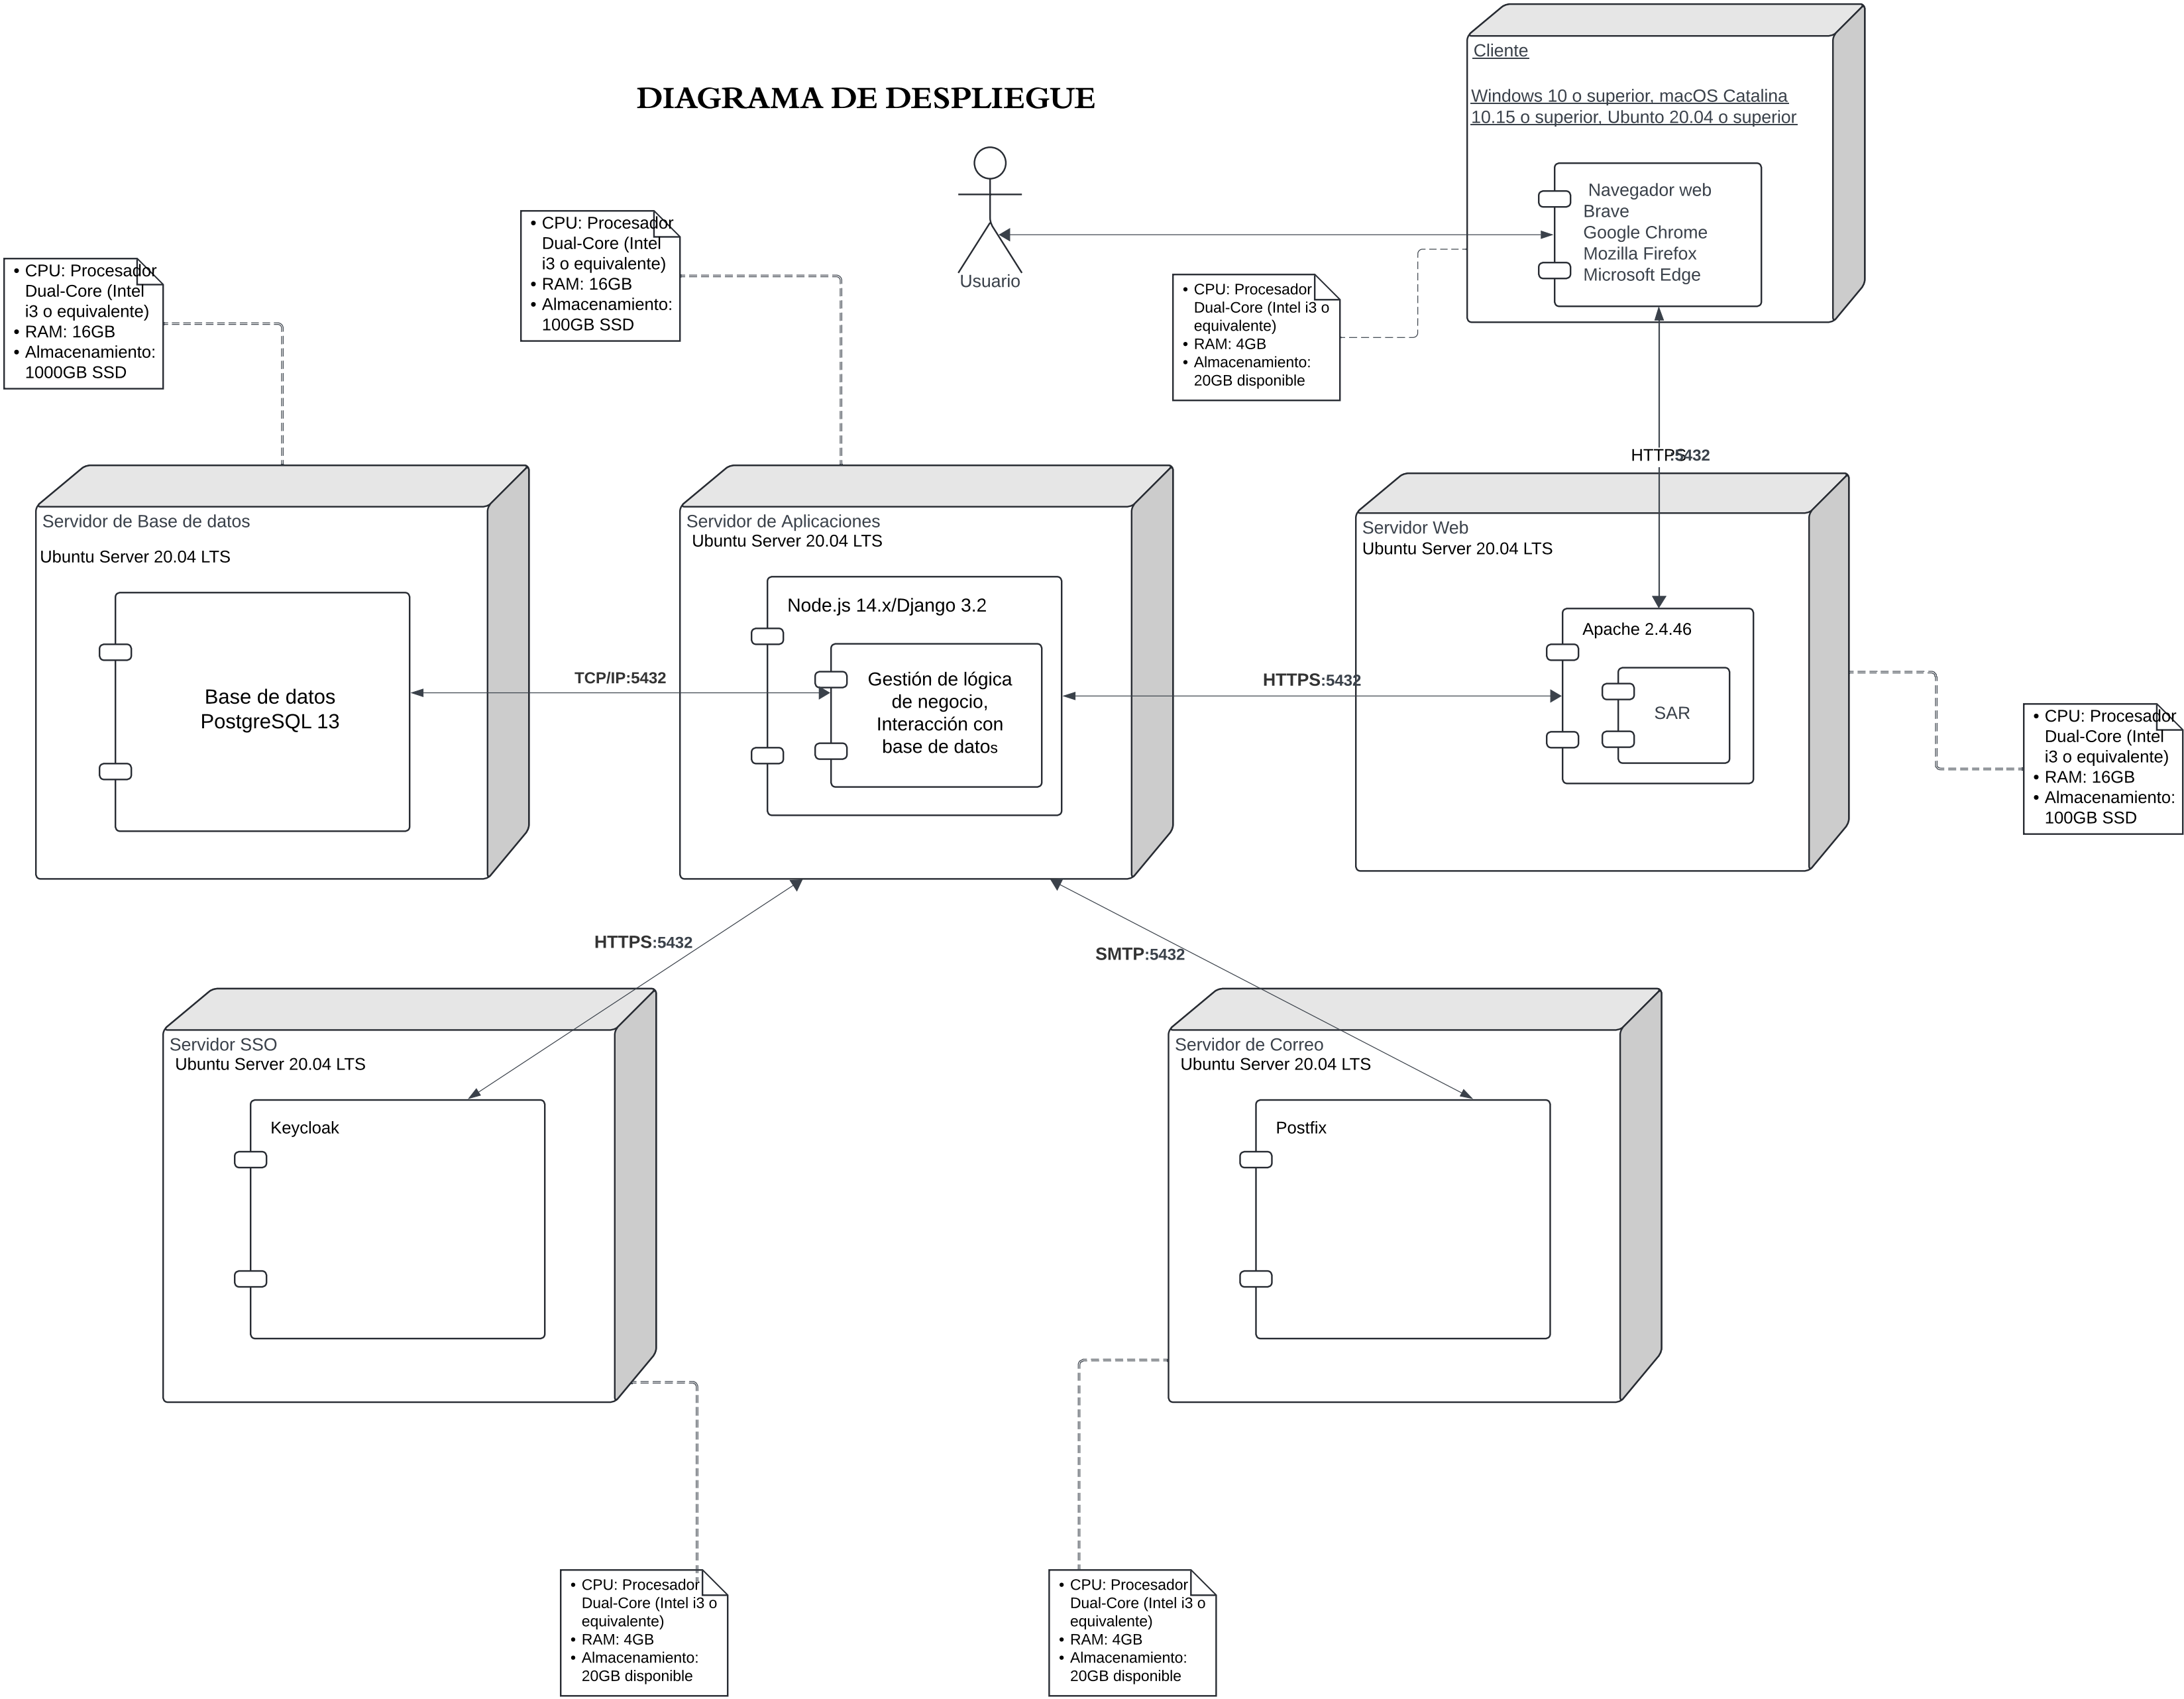 Cliente
Windows 10 o superior, macOS Catalina
10.15 o superior, Ubunto 20.04 o superior
DIAGRAMA DE DESPLIEGUE
Navegador web
Brave
Google Chrome
Mozilla Firefox
Microsoft Edge
Usuario
• CPU: Procesador
Dual-Core (Intel
i3 o equivalente)
• RAM: 16GB
• Almacenamiento:
100GB SSD
• CPU: Procesador
Dual-Core (Intel
i3 o equivalente)
• RAM: 16GB
• Almacenamiento:
1000GB SSD
• CPU: Procesador
Dual-Core (Intel i3 o
equivalente)
• RAM: 4GB
• Almacenamiento:
20GB disponible
HTTPS:5432
Servidor de Base de datos
Ubuntu Server 20.04 LTS
Base de datos
PostgreSQL 13
TCP/IP:5432
Servidor de Aplicaciones
Ubuntu Server 20.04 LTS
Node.js 14.x/Django 3.2
Gestión de lógica
de negocio,
Interacción con
base de datos
HTTPS:5432
Servidor Web
Ubuntu Server 20.04 LTS
Apache 2.4.46
SAR
• CPU: Procesador
Dual-Core (Intel
i3 o equivalente)
• RAM: 16GB
• Almacenamiento:
100GB SSD
HTTPS:5432
SMTP:5432
Servidor SSO
Ubuntu Server 20.04 LTS
Keycloak
Servidor de Correo
Ubuntu Server 20.04 LTS
Postfix
• CPU: Procesador
Dual-Core (Intel i3 o
equivalente)
• RAM: 4GB
• Almacenamiento:
20GB disponible
• CPU: Procesador
Dual-Core (Intel i3 o
equivalente)
• RAM: 4GB
• Almacenamiento:
20GB disponible